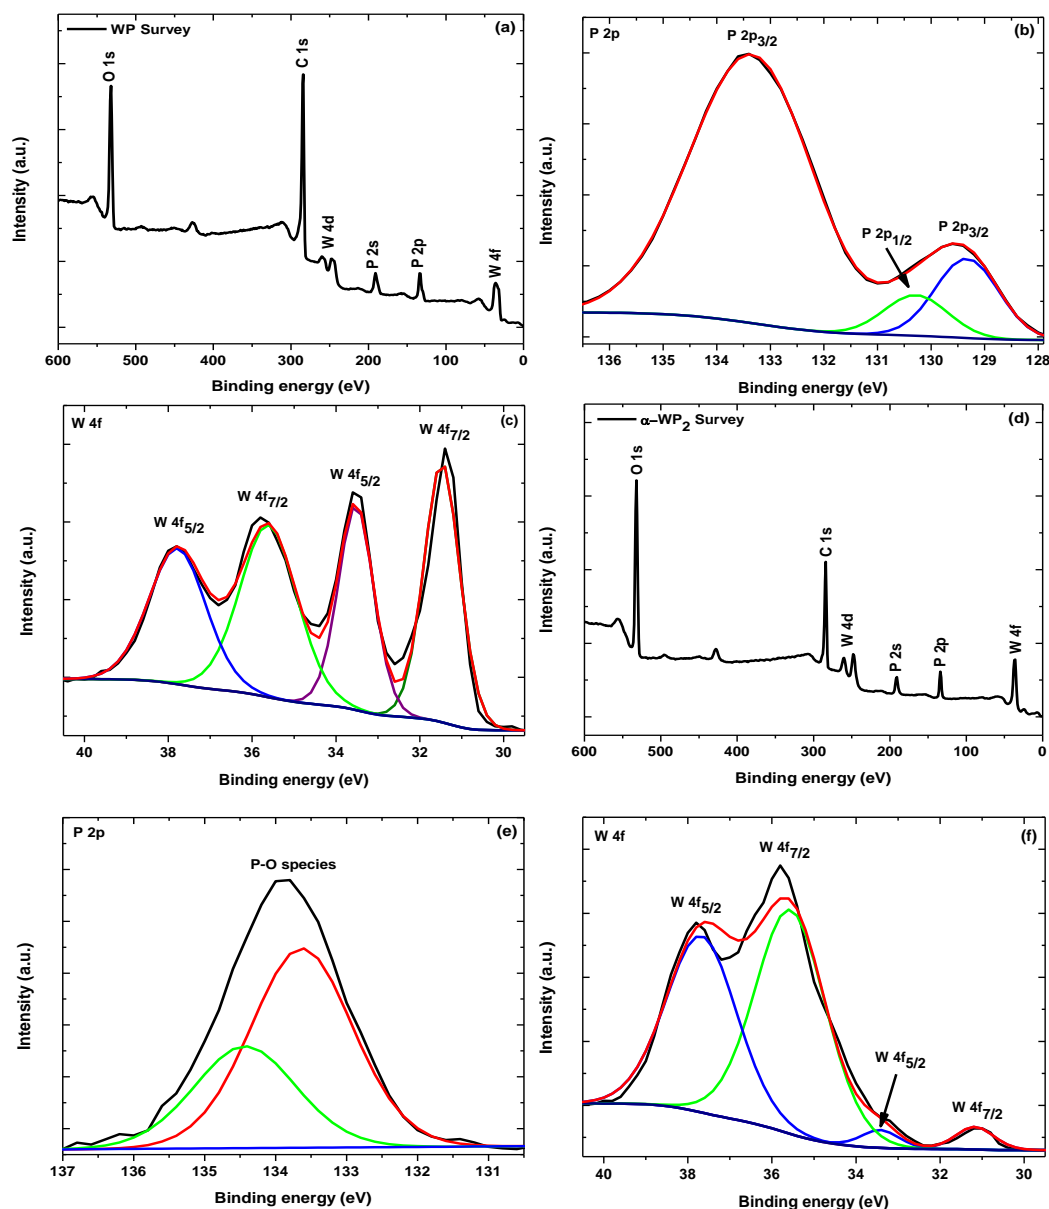 WP Survey
(a)
O 1s
C 1s
W 4d
P 2s
P 2p
W 4f
Intensity (a.u.)
600 500 400 300 200 100 0
Binding energy (eV)
P 2p
(b)
P 2p3/2
P 2p1/2
P 2p3/2
Intensity (a.u.)
136 135 134 133 132 131 130 129 128
Binding energy (eV)
W 4f
(c)
W 4f7/2
W 4f5/2
W 4f7/2
W 4f5/2
Intensity (a.u.)
40 38 36 34 32 30
Binding energy (eV)
α–WP2 Survey
(d)
O 1s
C 1s
W 4d
P 2s
P 2p
W 4f
Intensity (a.u.)
600 500 400 300 200 100 0
Binding energy (eV)
P 2p
(e)
P-O species
Intensity (a.u.)
137 136 135 134 133 132 131
Binding energy (eV)
W 4f
(f)
W 4f7/2
W 4f5/2
W 4f5/2
W 4f7/2
Intensity (a.u.)
40 38 36 34 32 30
Binding energy (eV)